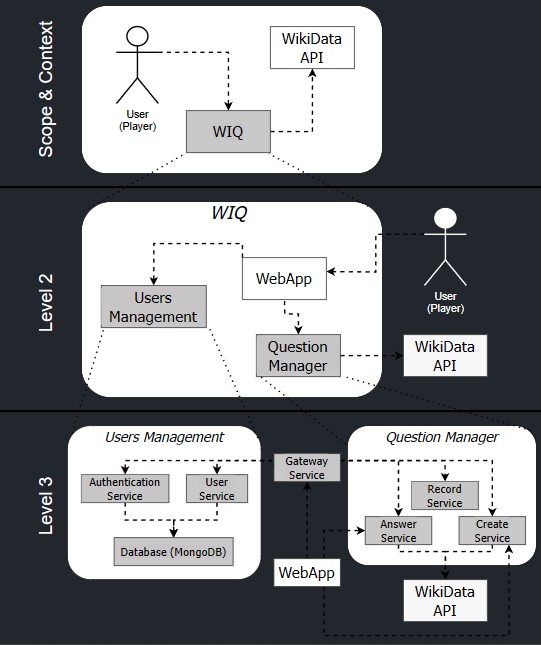 Scope & Context
User
(Player)
WikiData
API
WIQ
Level 2
WIQ
WebApp
User
(Player)
Users
Management
Question
Manager
WikiData
API
Level 3
Users Management
Question Manager
Gateway
Service
Authentication
Service
User
Service
Record
Service
Answer
Service
Create
Service
Database (MongoDB)
WebApp
WikiData
API